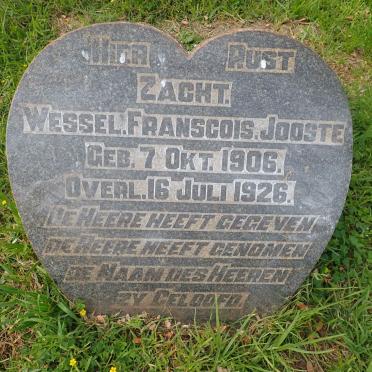 Hier Rust
Zacht.
Wessel. Franscois. Jooste
Geb. 7 Okt. 1906.
Overl. 16 Juli 1926.
De Heere heeft gegeven
de Heere heeft genomen
de Naam des Heeren
zy Geloofd